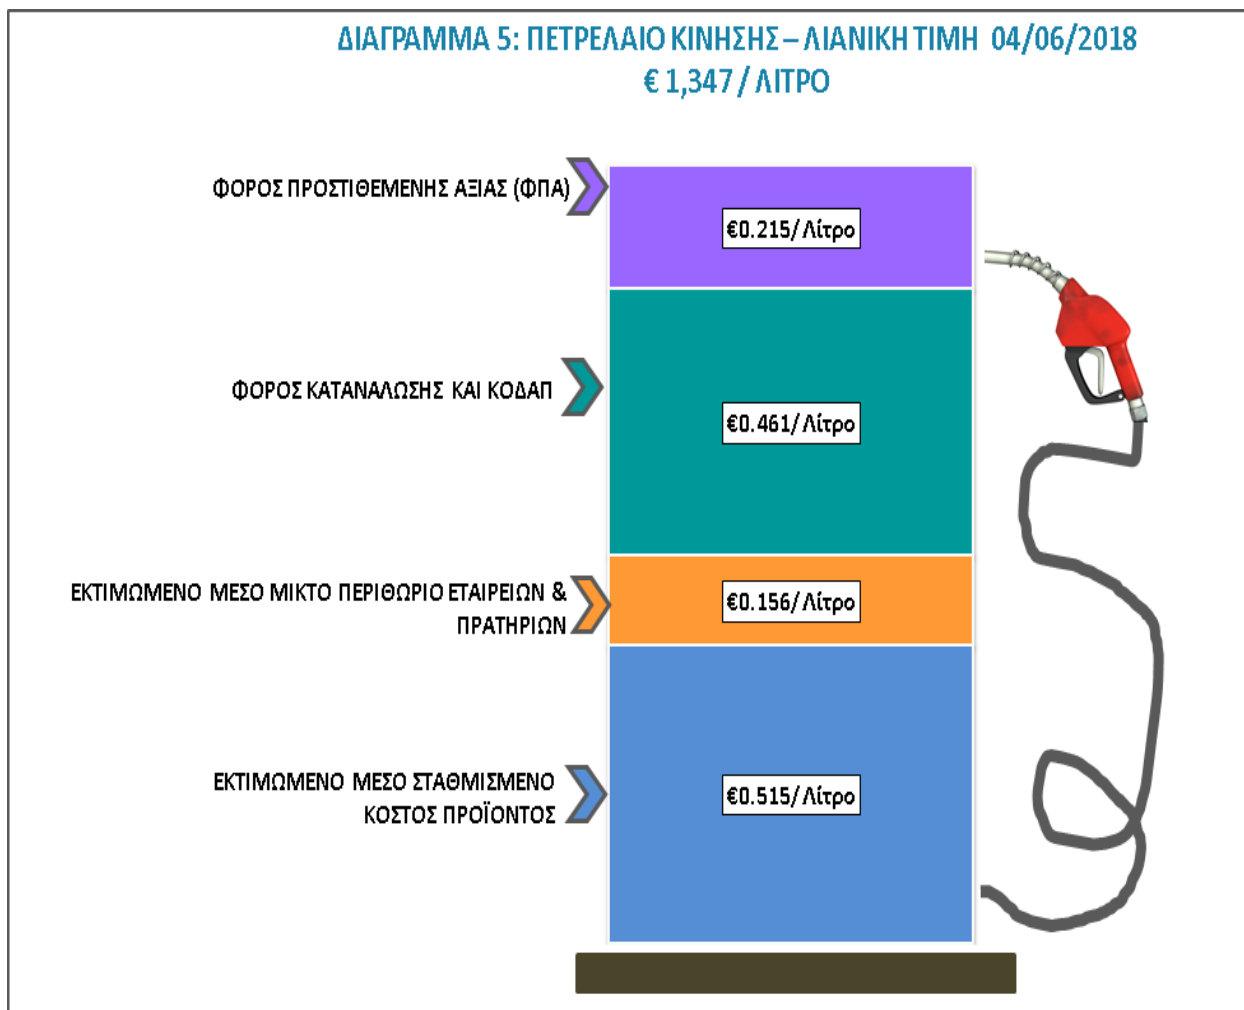 ΔΙΑΓΡΑΜΜΑ 5: ΠΕΤΡΕΛΑΙΟ ΚΙΝΗΣΗΣ – ΛΙΑΝΙΚΗ ΤΙΜΗ 04/06/2018
€ 1,347 / ΛΙΤΡΟ
ΦΟΡΟΣ ΠΡΟΣΤΙΘΕΜΕΝΗΣ ΑΞΙΑΣ (ΦΠΑ)
€0.215/ Λίτρο
ΦΟΡΟΣ ΚΑΤΑΝΑΛΩΣΗΣ ΚΑΙ ΚΟΔΑΠ
€0.461/ Λίτρο
ΕΚΤΙΜΩΜΕΝΟ ΜΕΣΟ ΜΙΚΤΟ ΠΕΡΙΘΩΡΙΟ ΕΤΑΙΡΕΙΩΝ &
ΠΡΑΤΗΡΙΩΝ
€0.156/ Λίτρο
ΕΚΤΙΜΩΜΕΝΟ ΜΕΣΟ ΣΤΑΘΜΙΣΜΕΝΟ
ΚΟΣΤΟΣ ΠΡΟΪΟΝΤΟΣ
€0.515/ Λίτρο